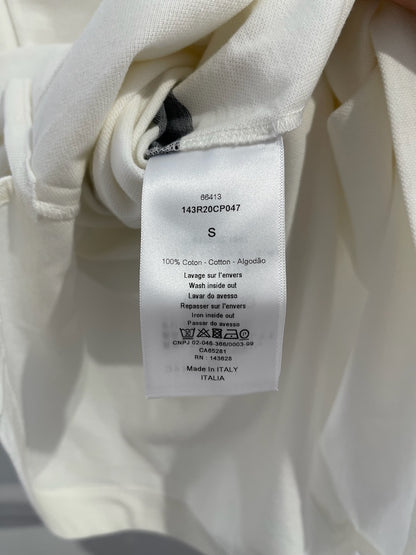 66413
143R20CP047
S
100% Coton - Cotton - Algodão
Lavage sur l'envers
Wash inside out
Lavar do avesso
Repasser sur l'envers
Iron inside out
Passar do avesso
CNPJ 02-046-366/0003-99
CA65281
RN : 143628
Made In ITALY
ITALIA